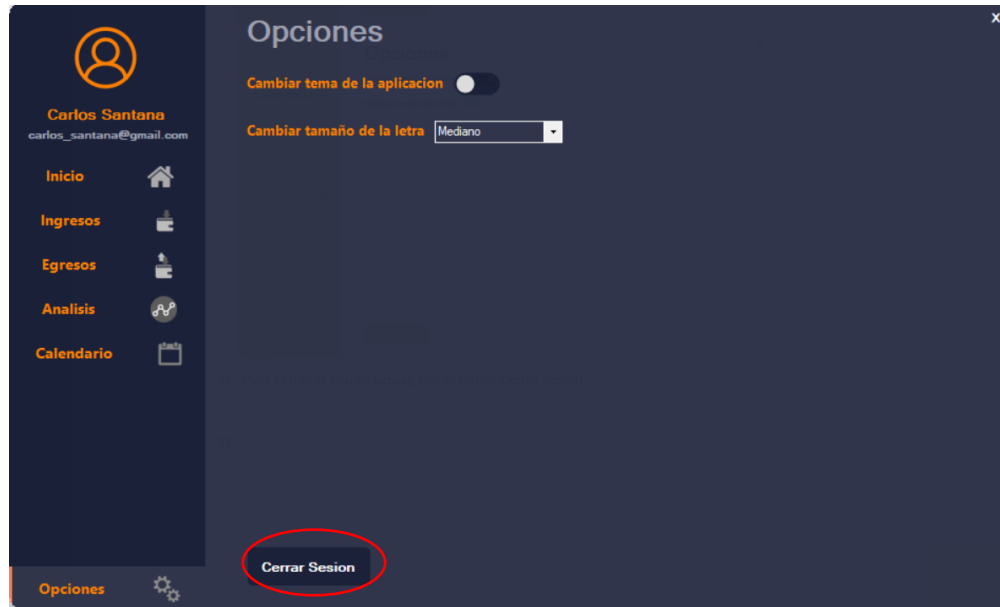 x
Carlos Santana
carlos_santana@gmail.com
Inicio
Ingresos
Egresos
Analisis
Calendario
Opciones
Opciones
Cambiar tema de la aplicacion
Cambiar tamaño de la letra Mediano
Cerrar Sesion